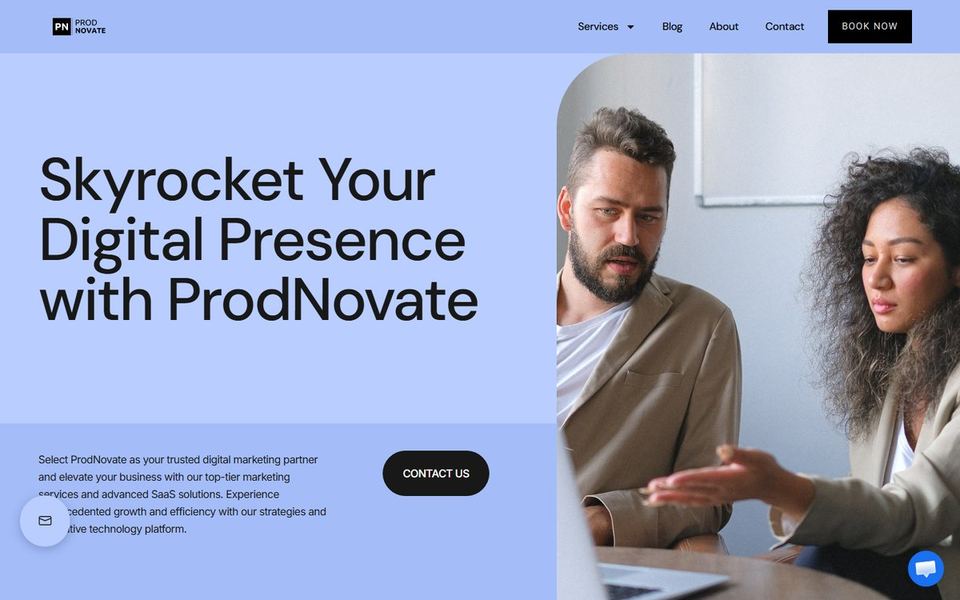 PN PROD
NOVATE
Services
Blog
About
Contact
BOOK NOW
Skyrocket Your
Digital Presence
with ProdNovate
Select ProdNovate as your trusted digital marketing partner
and elevate your business with our top-tier marketing
services and advanced SaaS solutions. Experience
growth and efficiency with our strategies and
technology platform.
CONTACT US